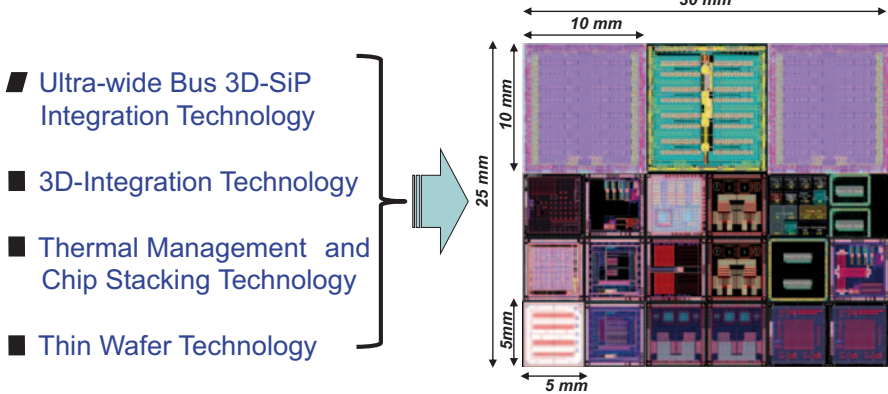 30 mm
10 mm
Ultra-wide Bus 3D-SiP
Integration Technology
3D-Integration Technology
Thermal Management and
Chip Stacking Technology
Thin Wafer Technology
10 mm
25 mm
5mm
5 mm